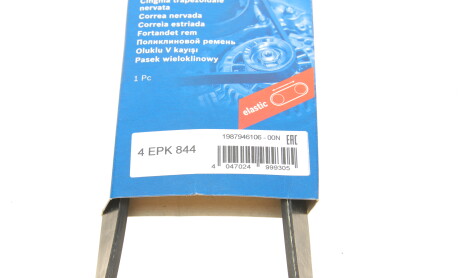 Cinghia trapezoidale
nervata
Correa nervada
Correia estriada
Fortandet rem
Поликлиновой ремень
Oluklu V kayışı
Pasek wieloklinowy
1 Pc
elastic
4 EPK 844
1987946106 - 00N
EAC
4 047024 999305